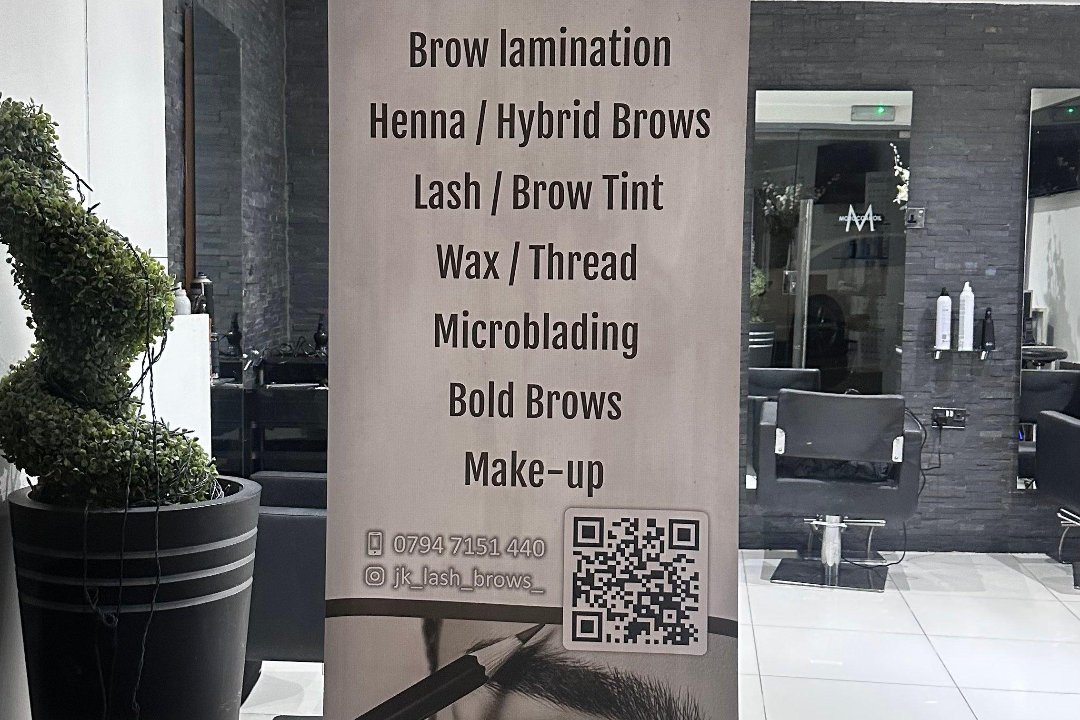 Brow lamination
Henna / Hybrid Brows
Lash / Brow Tint
Wax / Thread
Microblading
Bold Brows
Make-up
0794 7151 440
jk_lash_brows_
M
MOROCCANOIL